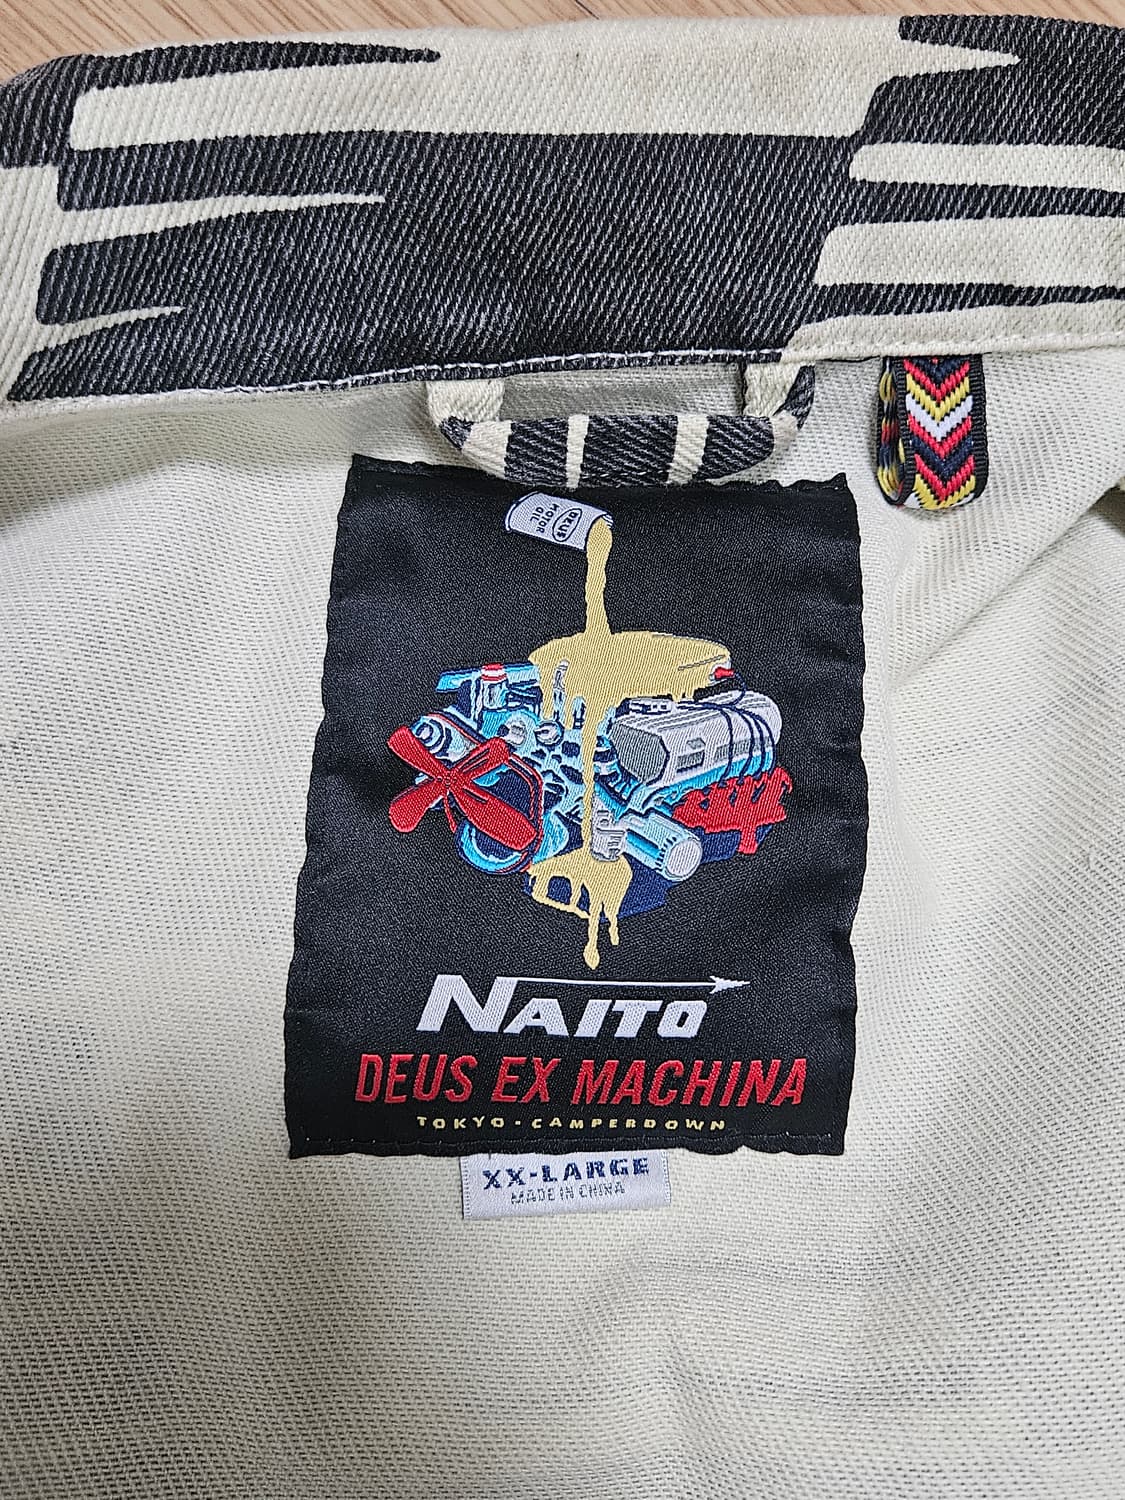 DEUS
MOTOR
OIL
NAITO
DEUS EX MACHINA
TOKYO - CAMPERDOWN
XX-LARGE
MADE IN CHINA